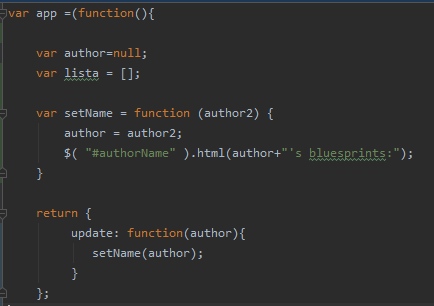 var app =(function(){
var author=null;
var lista = [];
var setName = function (author2) {
author = author2;
$( "#authorName" ).html(author+"'s bluesprints:");
}
return {
update: function(author){
setName(author);
}
};